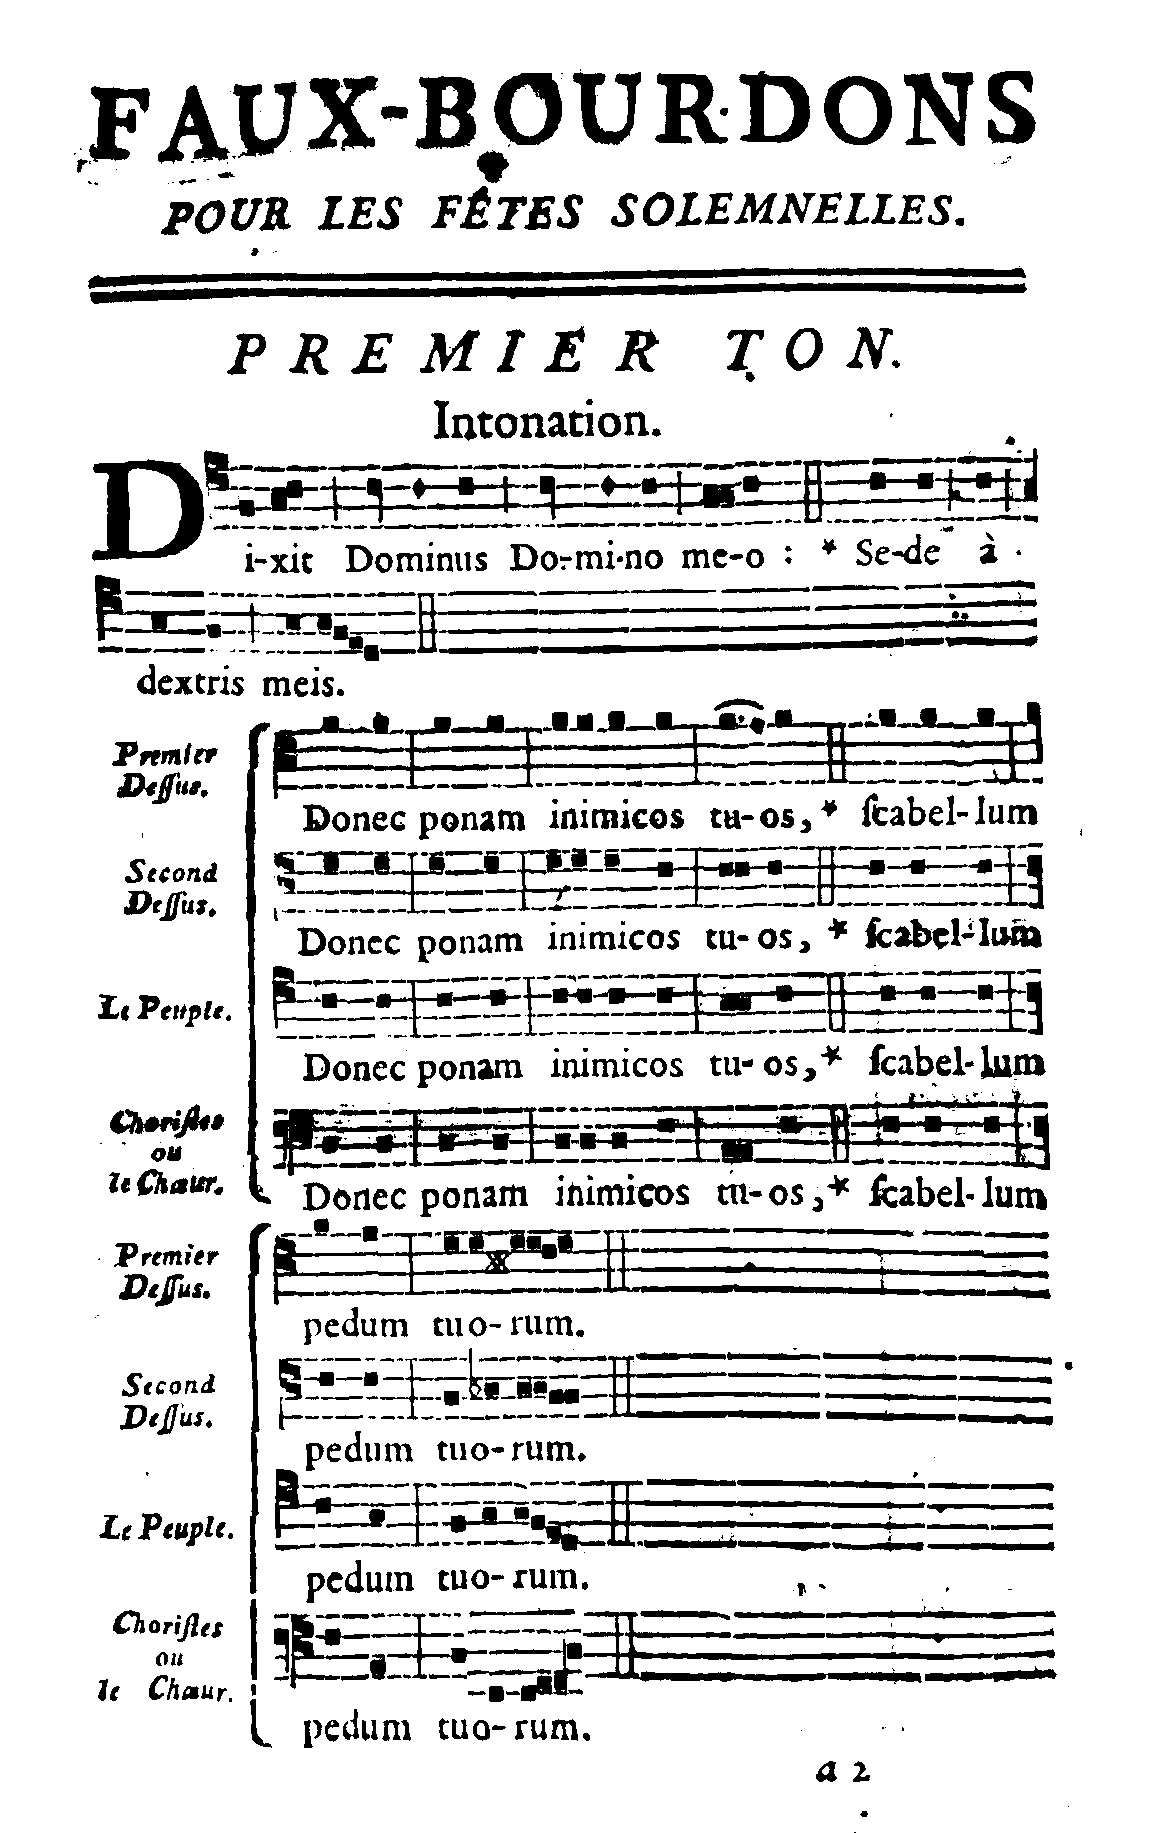 FAUX-BOURDONS
POUR LES FÊTES SOLEMNELLES.
PREMIER TON.
Intonation.
Di-xit Dominus Do-mi-no me-o : * Se-de à
dextris meis.
Premier
Deſſus.
Donec ponam inimicos tu-os, * ſcabel-lum
Second
Deſſus.
Donec ponam inimicos tu-os, * ſcabel-lum
Le Peuple.
Donec ponam inimicos tu-os, * ſcabel-lum
Choriſtes
ou
le Chœur.
Donec ponam inimicos tu-os, * ſcabel-lum
Premier
Deſſus.
pedum tuo-rum.
Second
Deſſus.
pedum tuo-rum.
Le Peuple.
pedum tuo-rum.
Choriſtes
ou
le Chœur.
pedum tuo-rum.
a 2